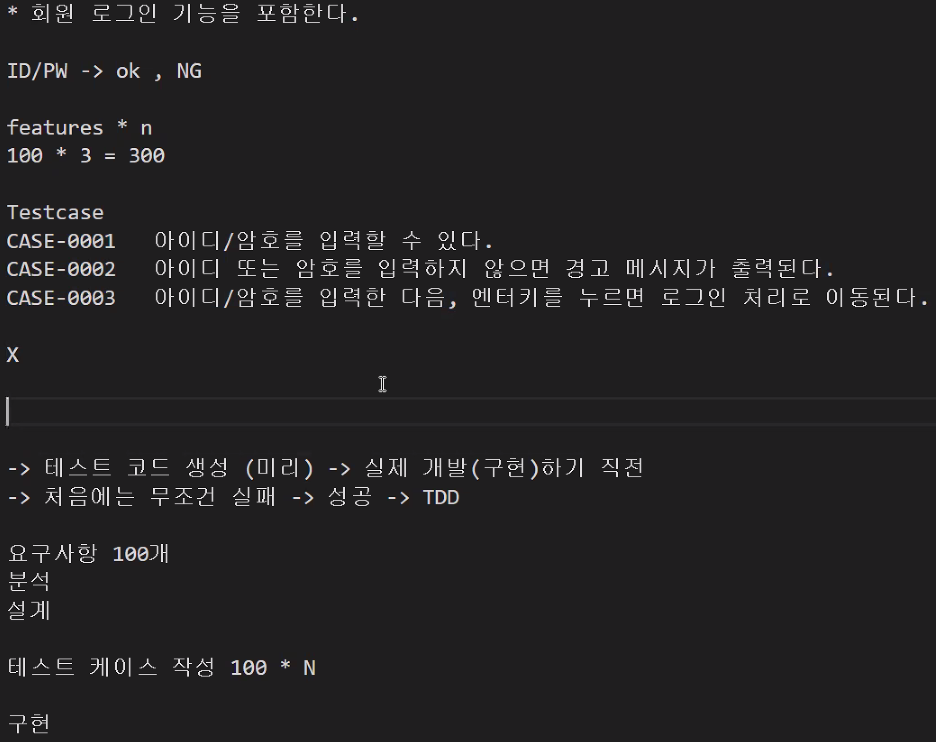 * 회원 로그인 기능을 포함한다.
ID/PW -> ok , NG
features * n
100 * 3 = 300
Testcase
CASE-0001   아이디/암호를 입력할 수 있다.
CASE-0002   아이디 또는 암호를 입력하지 않으면 경고 메시지가 출력된다.
CASE-0003   아이디/암호를 입력한 다음, 엔터키를 누르면 로그인 처리로 이동된다.
X
-> 테스트 코드 생성 (미리) -> 실제 개발(구현)하기 직전
-> 처음에는 무조건 실패 -> 성공 -> TDD
요구사항 100개
분석
설계
테스트 케이스 작성 100 * N
구현